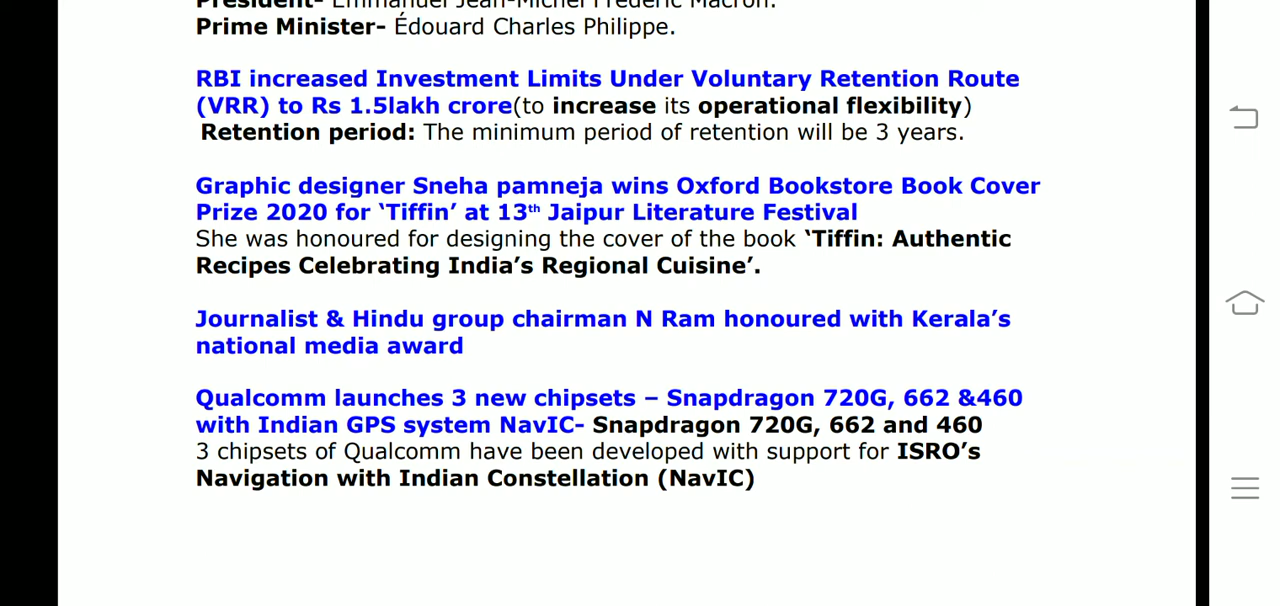 President- Emmanuel Jean-Michel Frédéric Macron.
Prime Minister- Édouard Charles Philippe.
RBI increased Investment Limits Under Voluntary Retention Route
(VRR) to Rs 1.5lakh crore(to increase its operational flexibility)
Retention period: The minimum period of retention will be 3 years.
Graphic designer Sneha pamneja wins Oxford Bookstore Book Cover
Prize 2020 for ‘Tiffin’ at 13th Jaipur Literature Festival
She was honoured for designing the cover of the book ‘Tiffin: Authentic
Recipes Celebrating India’s Regional Cuisine’.
Journalist & Hindu group chairman N Ram honoured with Kerala’s
national media award
Qualcomm launches 3 new chipsets – Snapdragon 720G, 662 &460
with Indian GPS system NavIC- Snapdragon 720G, 662 and 460
3 chipsets of Qualcomm have been developed with support for ISRO’s
Navigation with Indian Constellation (NavIC)